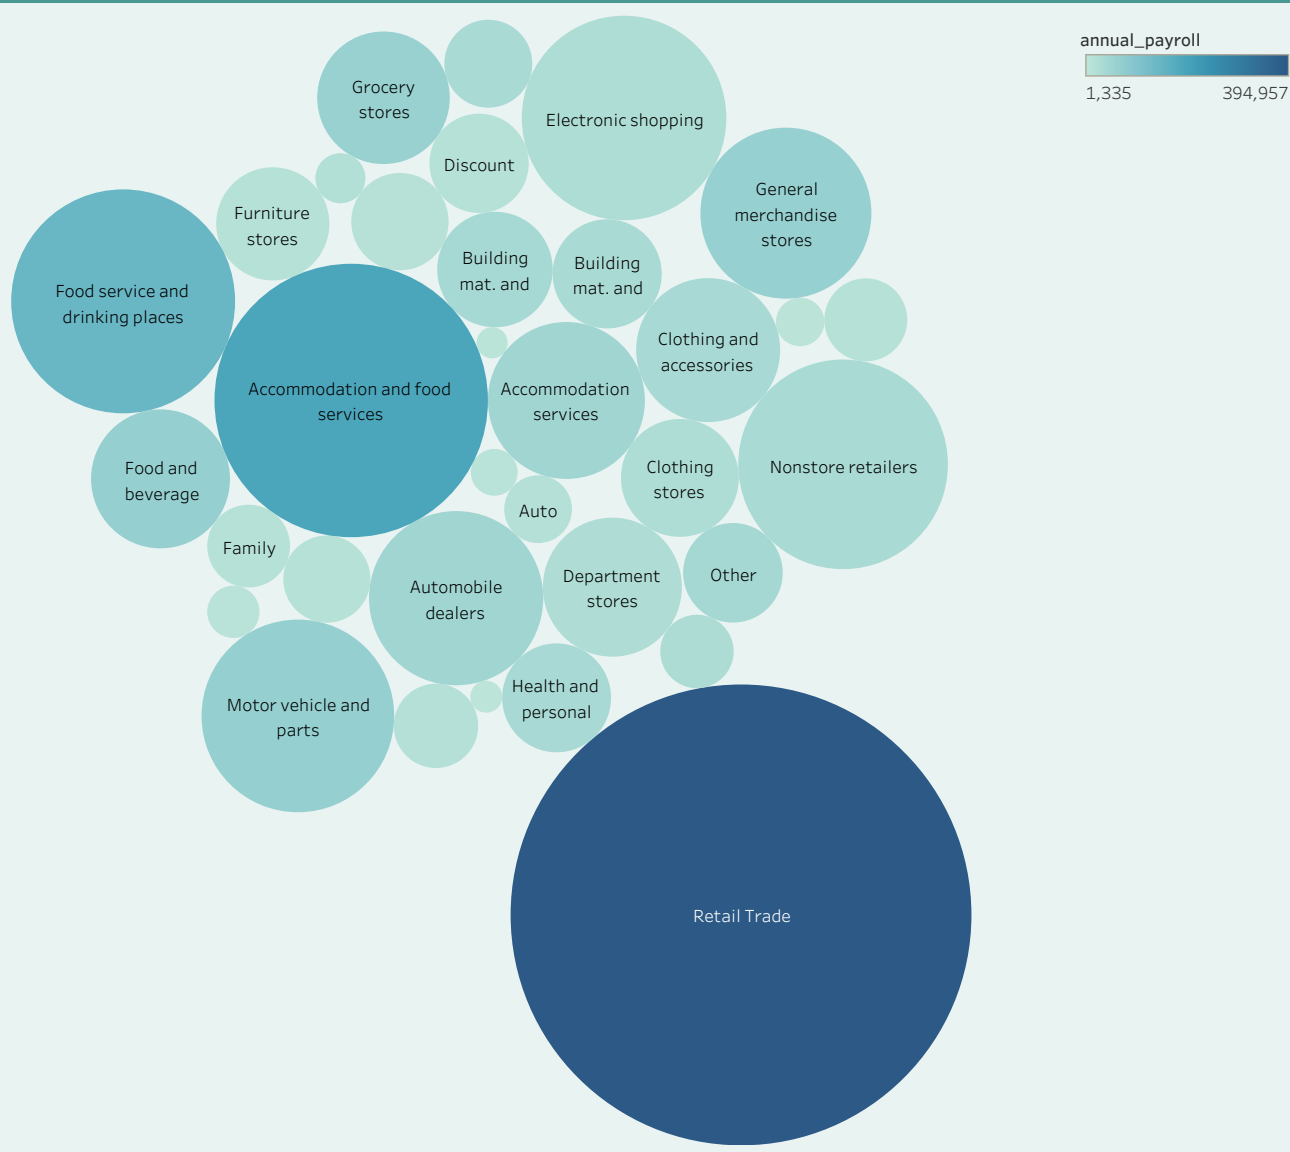 annual_payroll
1,335
394,957
Grocery
stores
Electronic shopping
Discount
General
merchandise
stores
Furniture
stores
Building
mat. and
Building
mat. and
Food service and
drinking places
Clothing and
accessories
Accommodation and food
services
Accommodation
services
Food and
beverage
Clothing
stores
Nonstore retailers
Auto
Family
Automobile
dealers
Department
stores
Other
Motor vehicle and
parts
Health and
personal
Retail Trade